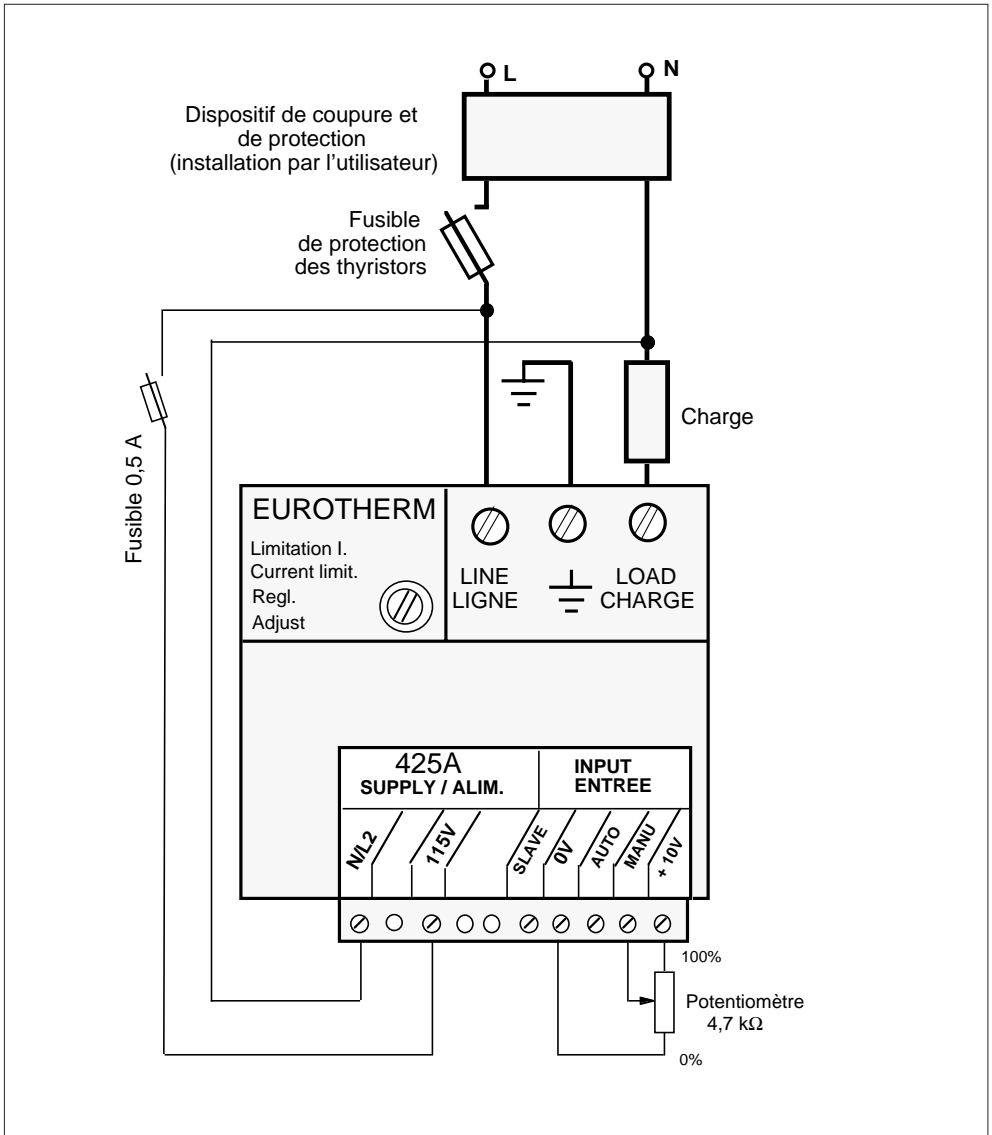 L
N
Dispositif de coupure et
de protection
(installation par l'utilisateur)
Fusible
de protection
des thyristors
Fusible 0,5 A
Charge
EUROTHERM
Limitation I.
Current limit.
Regl.
Adjust
LINE
LIGNE
LOAD
CHARGE
425A
SUPPLY / ALIM.
INPUT
ENTREE
N/L2
115V
SLAVE
0V
AUTO
MANU
+ 10V
100%
Potentiomètre
4,7 kΩ
0%